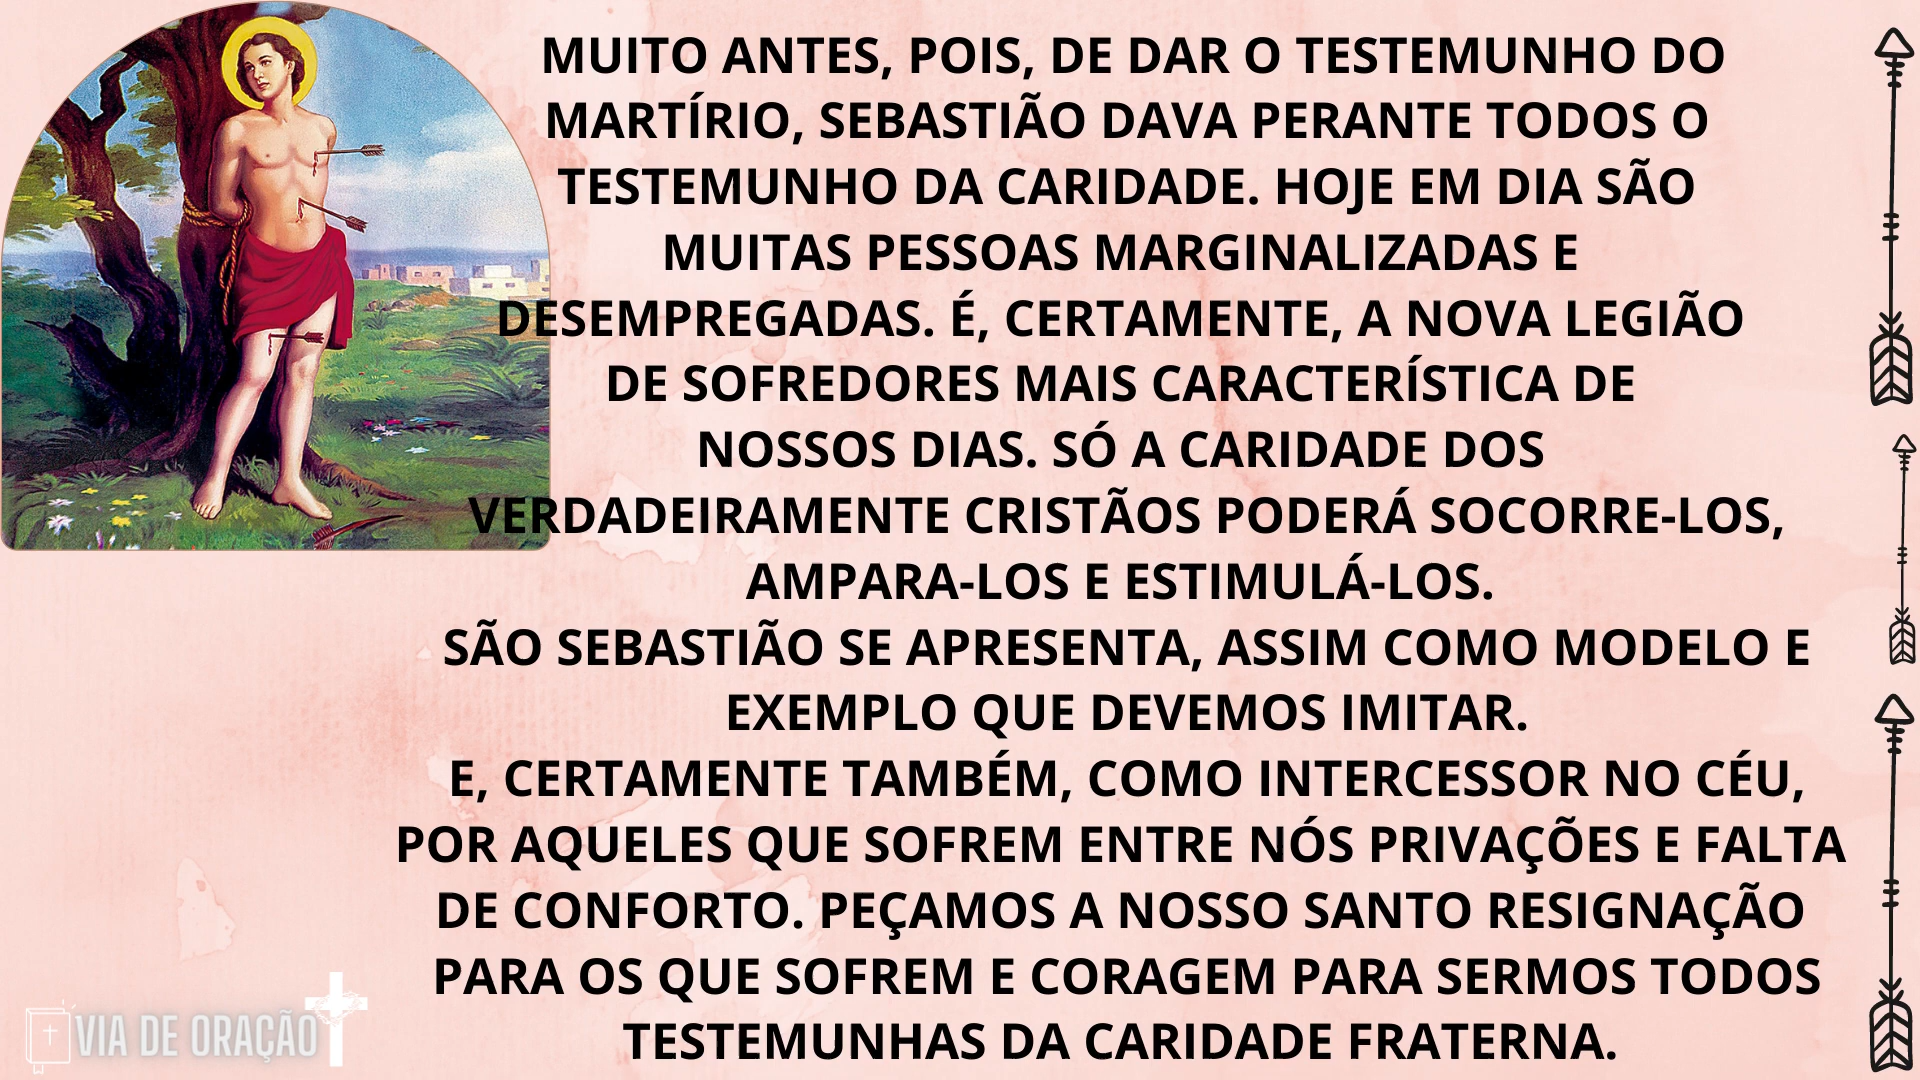 MUITO ANTES, POIS, DE DAR O TESTEMUNHO DO
MARTÍRIO, SEBASTIÃO DAVA PERANTE TODOS O
TESTEMUNHO DA CARIDADE. HOJE EM DIA SÃO
MUITAS PESSOAS MARGINALIZADAS E
DESEMPREGADAS. É, CERTAMENTE, A NOVA LEGIÃO
DE SOFREDORES MAIS CARACTERÍSTICA DE
NOSSOS DIAS. SÓ A CARIDADE DOS
VERDADEIRAMENTE CRISTÃOS PODERÁ SOCORRE-LOS,
AMPARA-LOS E ESTIMULÁ-LOS.
SÃO SEBASTIÃO SE APRESENTA, ASSIM COMO MODELO E
EXEMPLO QUE DEVEMOS IMITAR.
E, CERTAMENTE TAMBÉM, COMO INTERCESSOR NO CÉU,
POR AQUELES QUE SOFREM ENTRE NÓS PRIVAÇÕES E FALTA
DE CONFORTO. PEÇAMOS A NOSSO SANTO RESIGNAÇÃO
PARA OS QUE SOFREM E CORAGEM PARA SERMOS TODOS
TESTEMUNHAS DA CARIDADE FRATERNA.
VIA DE ORAÇÃO